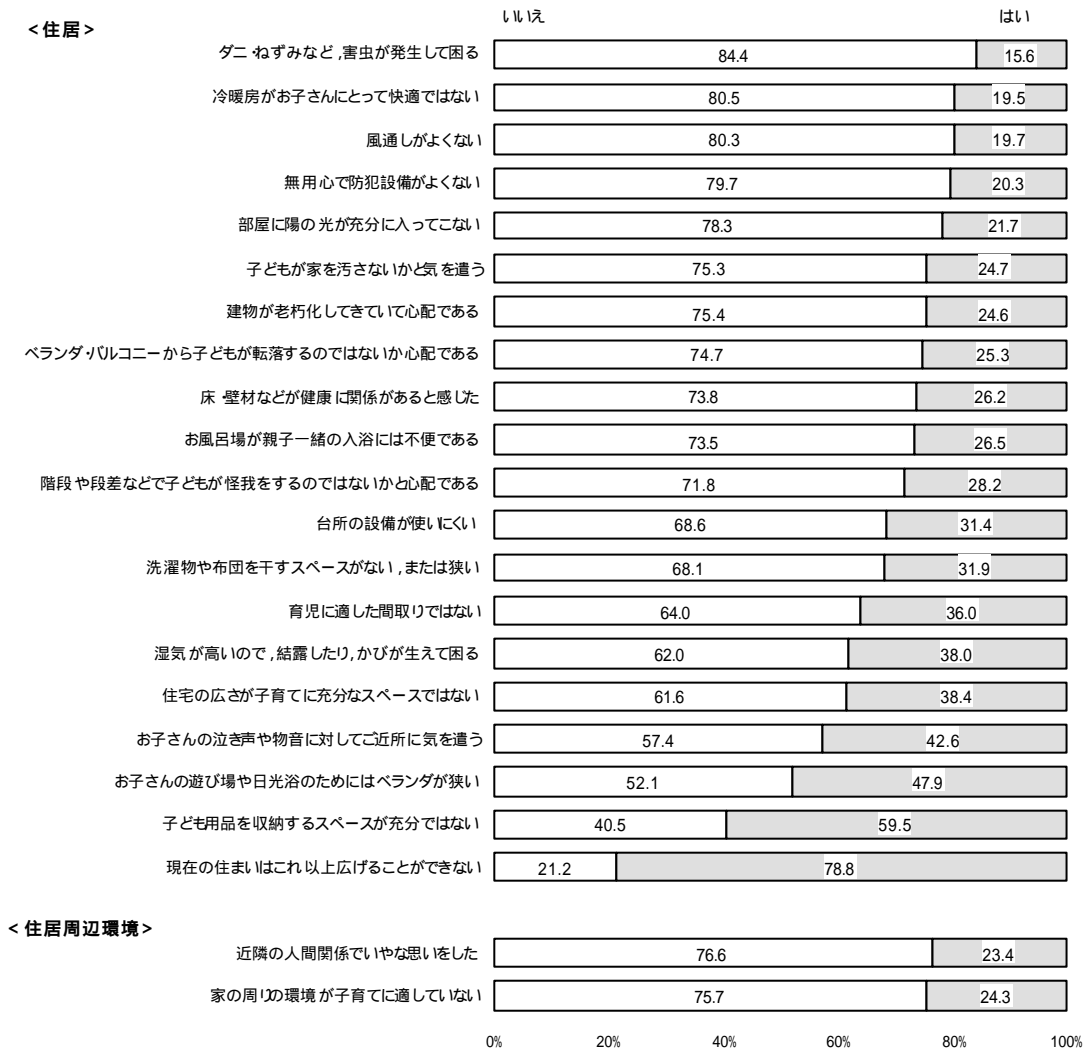 いいえ はい
<住居>
ダニ・ねずみなど,害虫が発生して困る 84.4 15.6
冷暖房がお子さんにとって快適ではない 80.5 19.5
風通しがよくない 80.3 19.7
無用心で防犯設備がよくない 79.7 20.3
部屋に陽の光が充分に入ってこない 78.3 21.7
子どもが家を汚さないかと気を遣う 75.3 24.7
建物が老朽化してきていて心配である 75.4 24.6
ベランダ・バルコニーから子どもが転落するのではないか心配である 74.7 25.3
床・壁材などが健康に関係があると感じた 73.8 26.2
お風呂場が親子一緒の入浴には不便である 73.5 26.5
階段や段差などで子どもが怪我をするのではないかと心配である 71.8 28.2
台所の設備が使いにくい 68.6 31.4
洗濯物や布団を干すスペースがない,または狭い 68.1 31.9
育児に適した間取りではない 64.0 36.0
湿気が高いので,結露したり,かびが生えて困る 62.0 38.0
住宅の広さが子育てに充分なスペースではない 61.6 38.4
お子さんの泣き声や物音に対してご近所に気を遣う 57.4 42.6
お子さんの遊び場や日光浴のためにはベランダが狭い 52.1 47.9
子ども用品を収納するスペースが充分ではない 40.5 59.5
現在の住まいはこれ以上広げることができない 21.2 78.8
<住居周辺環境>
近隣の人間関係でいやな思いをした 76.6 23.4
家の周りの環境が子育てに適していない 75.7 24.3
0% 20% 40% 60% 80% 100%